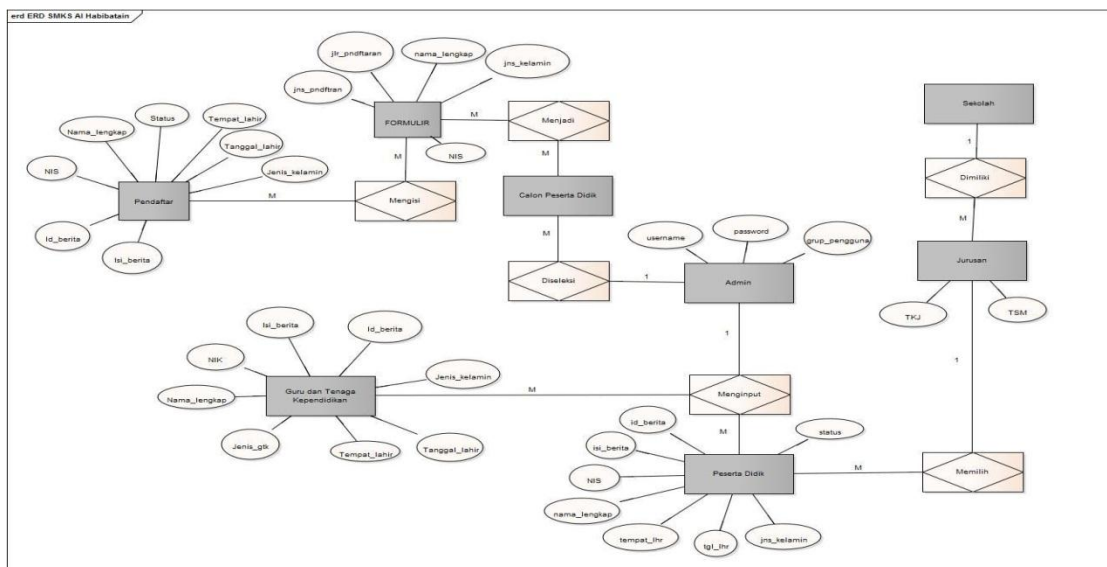 erd ERD SMKS Al Habibatain
jlr_pndftaran
nama_lengkap
jns_kelamin
jns_pndftran
FORMULIR
NIS
M
Menjadi
M
M
Status
Tempat_lahir
Nama_lengkap
Tanggal_lahir
Jenis_kelamin
NIS
Pendaftar
Id_berita
Isi_berita
M
Mengisi
Calon Peserta Didik
M
Diseleksi
1
username
password
grup_pengguna
Admin
1
Sekolah
1
Dimiliki
M
Jurusan
TKJ
TSM
1
Isi_berita
Id_berita
NIK
Jenis_kelamin
Nama_lengkap
Guru dan Tenaga
Kependidikan
Jenis_gtk
Tempat_lahir
Tanggal_lahir
M
Menginput
M
id_berita
status
isi_berita
NIS
Peserta Didik
nama_lengkap
tempat_lhr
tgl_lhr
jns_kelamin
M
Memilih